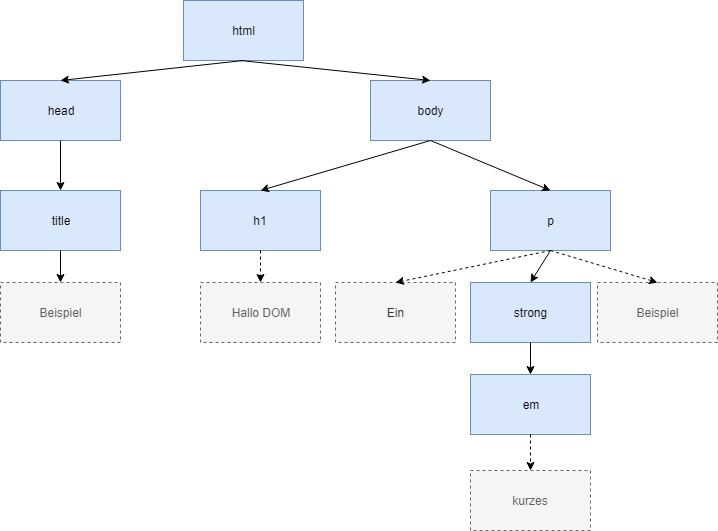 html
head
body
title
h1
p
Beispiel
Hallo DOM
Ein
strong
Beispiel
em
kurzes